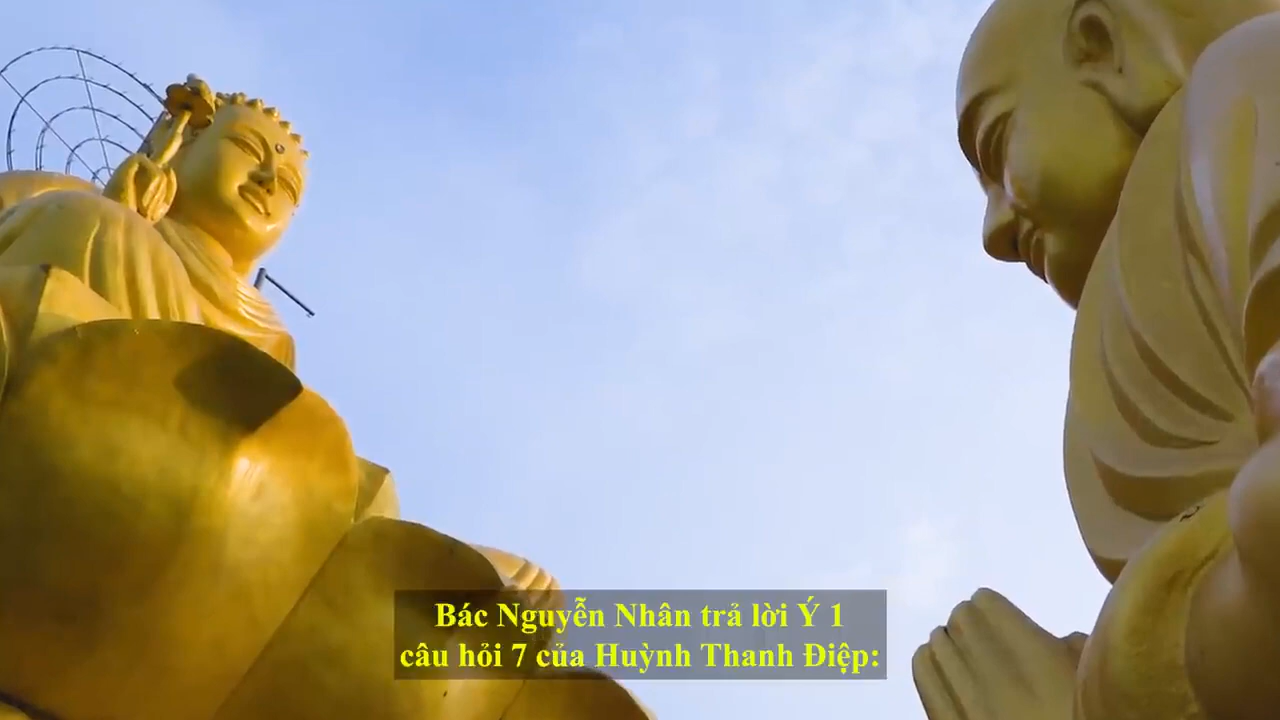 Bác Nguyễn Nhân trả lời Ý 1
câu hỏi 7 của Huỳnh Thanh Điệp: